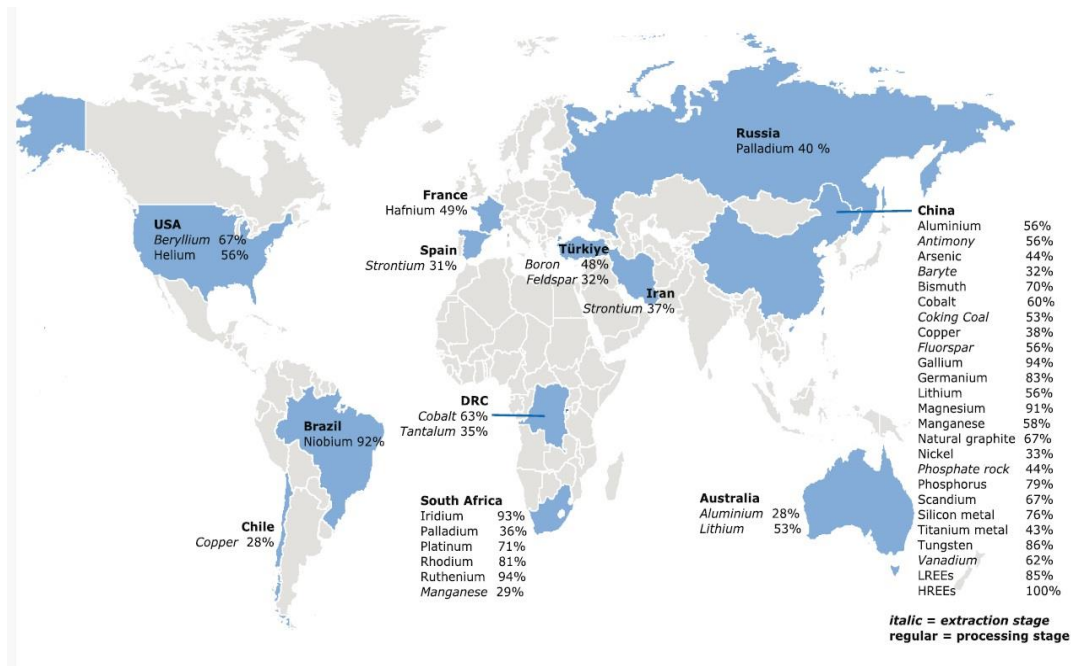 Russia
Palladium 40 %
France
Hafnium 49%
USA
Beryllium 67%
Helium 56%
Spain
Strontium 31%
Türkiye
Boron 48%
Feldspar 32%
Iran
Strontium 37%
China
Aluminium 56%
Antimony 56%
Arsenic 44%
Baryte 32%
Bismuth 70%
Cobalt 60%
Coking Coal 53%
Copper 38%
Fluorspar 56%
Gallium 94%
Germanium 83%
Lithium 56%
Magnesium 91%
Manganese 58%
Natural graphite 67%
Nickel 33%
Phosphate rock 44%
Phosphorus 79%
Scandium 67%
Silicon metal 76%
Titanium metal 43%
Tungsten 86%
Vanadium 62%
LREEs 85%
HREEs 100%
DRC
Cobalt 63%
Tantalum 35%
Brazil
Niobium 92%
Chile
Copper 28%
South Africa
Iridium 93%
Palladium 36%
Platinum 71%
Rhodium 81%
Ruthenium 94%
Manganese 29%
Australia
Aluminium 28%
Lithium 53%
italic = extraction stage
regular = processing stage